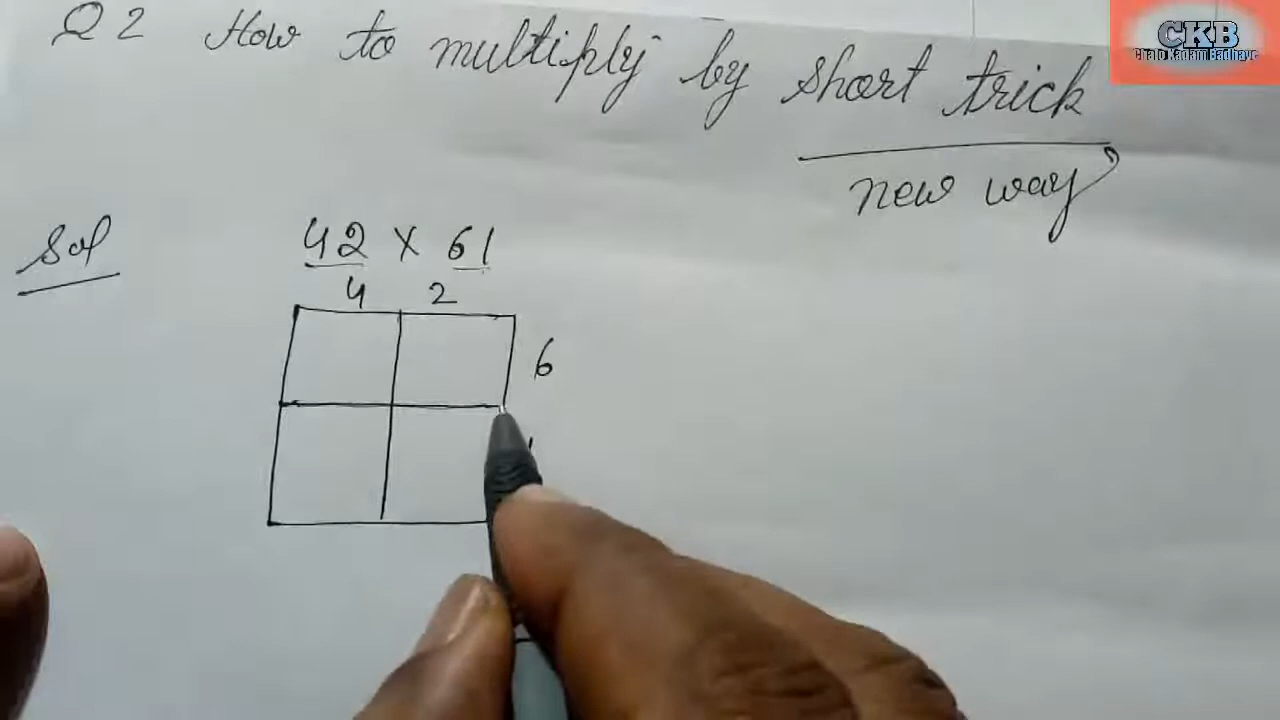 Q2 How to multiply by short trick
new way
Sol
42 x 61
4 2
6
CKB
Chalo Kadam Badhaye